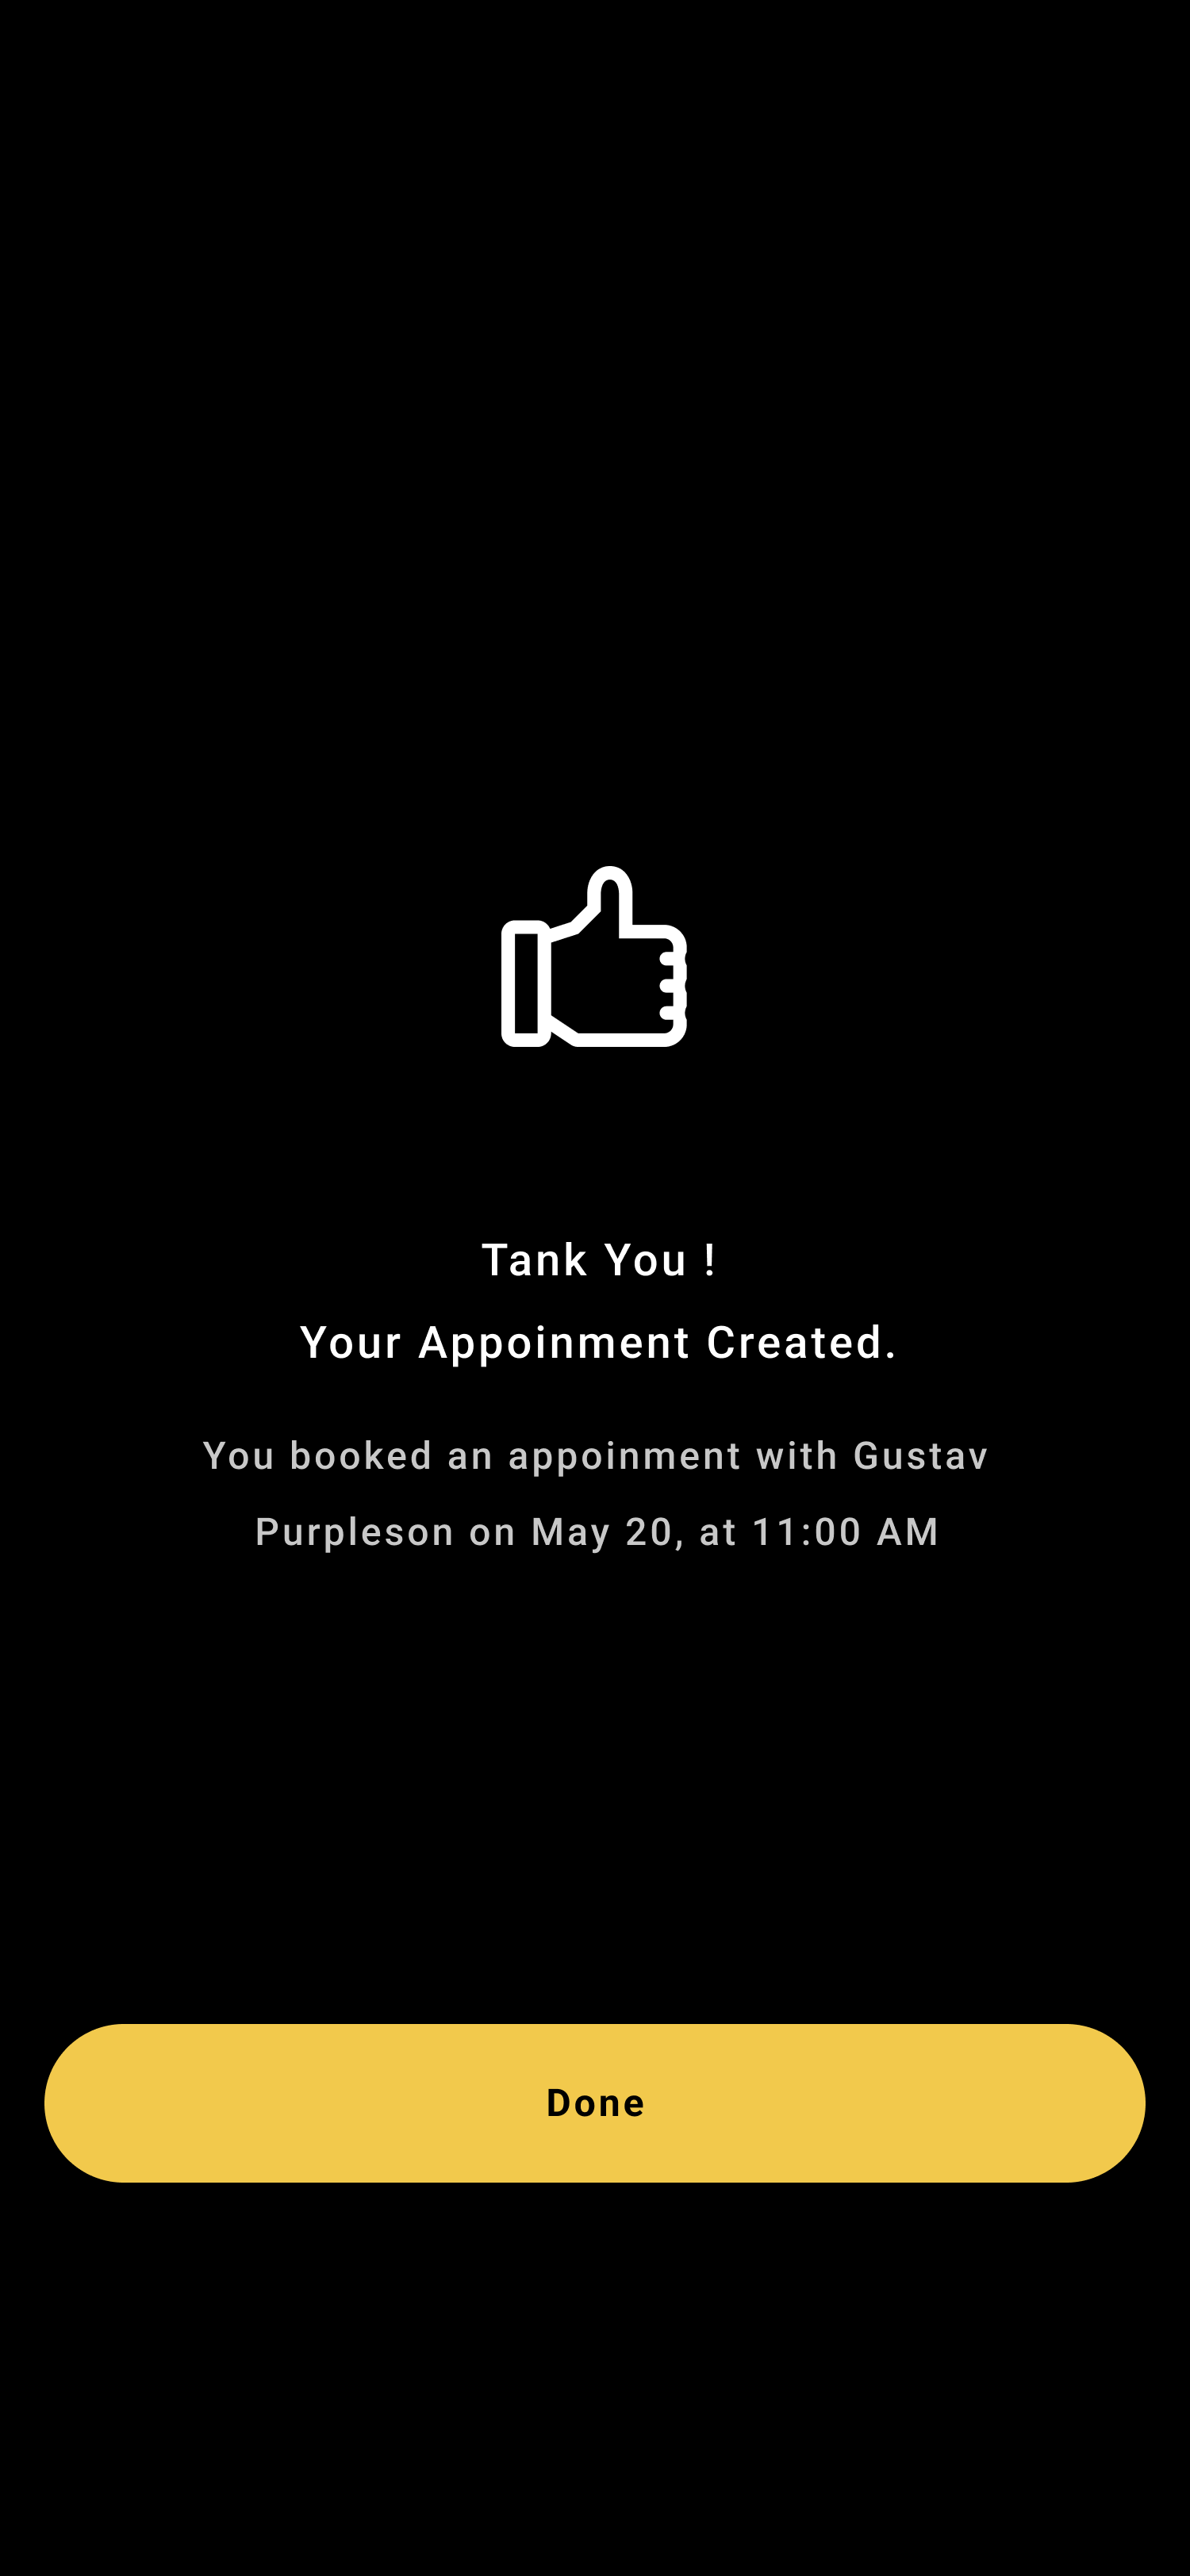 Tank You !
Your Appoinment Created.
You booked an appoinment with Gustav
Purpleson on May 20, at 11:00 AM
Done